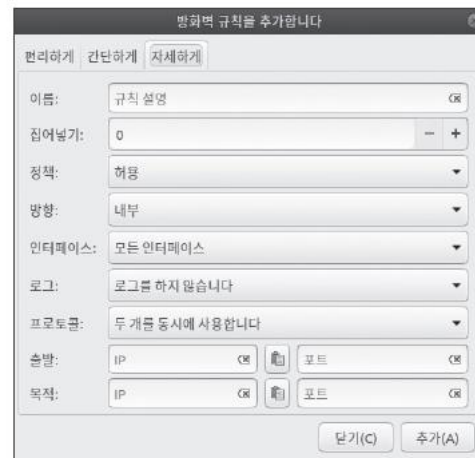 방화벽 규칙을 추가합니다
편리하게 간단하게 자세하게
이름: 규칙 설명
집어넣기: 0 − +
정책: 허용
방향: 내부
인터페이스: 모든 인터페이스
로그: 로그를 하지 않습니다
프로토콜: 두 개를 동시에 사용합니다
출발: IP 포트
목적: IP 포트
닫기(C) 추가(A)